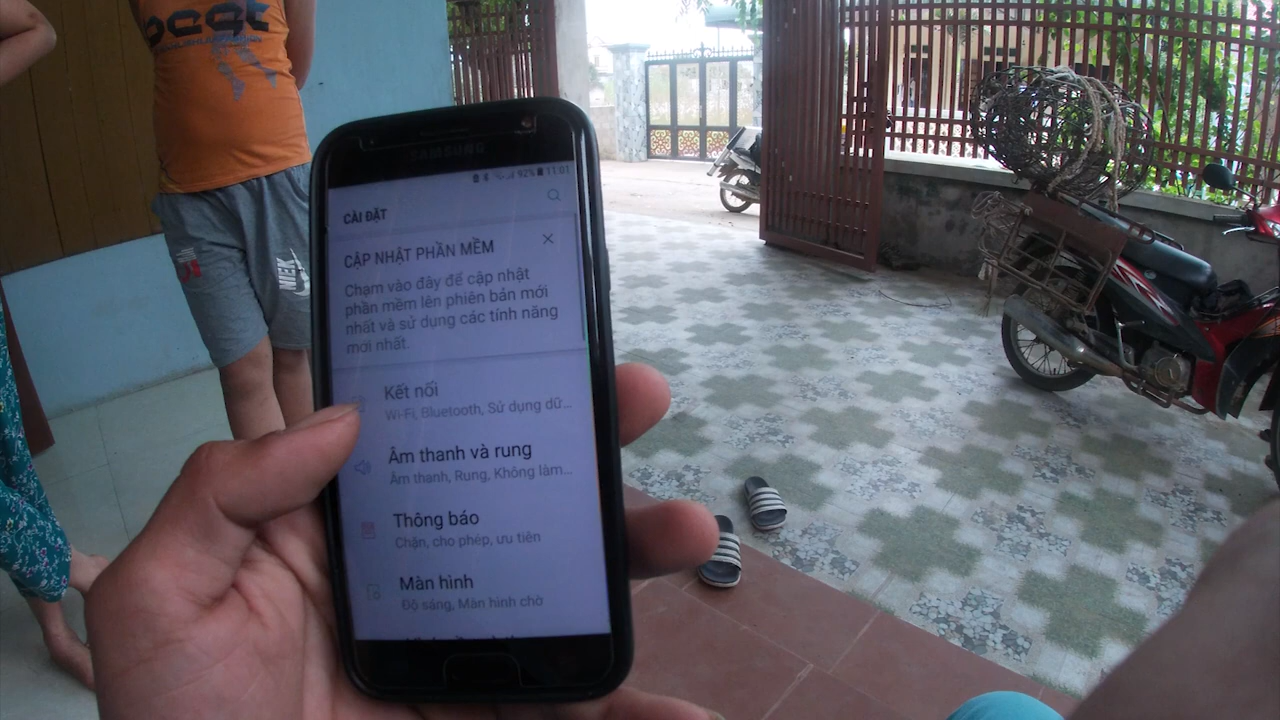 SAMSUNG
92% 11:01
CÀI ĐẶT
CẬP NHẬT PHẦN MỀM
Chạm vào đây để cập nhật
phần mềm lên phiên bản mới
nhất và sử dụng các tính năng
mới nhất.
Kết nối
Wi-Fi, Bluetooth, Sử dụng dữ...
Âm thanh và rung
Âm thanh, Rung, Không làm...
Thông báo
Chặn, cho phép, ưu tiên
Màn hình
Độ sáng, Màn hình chờ